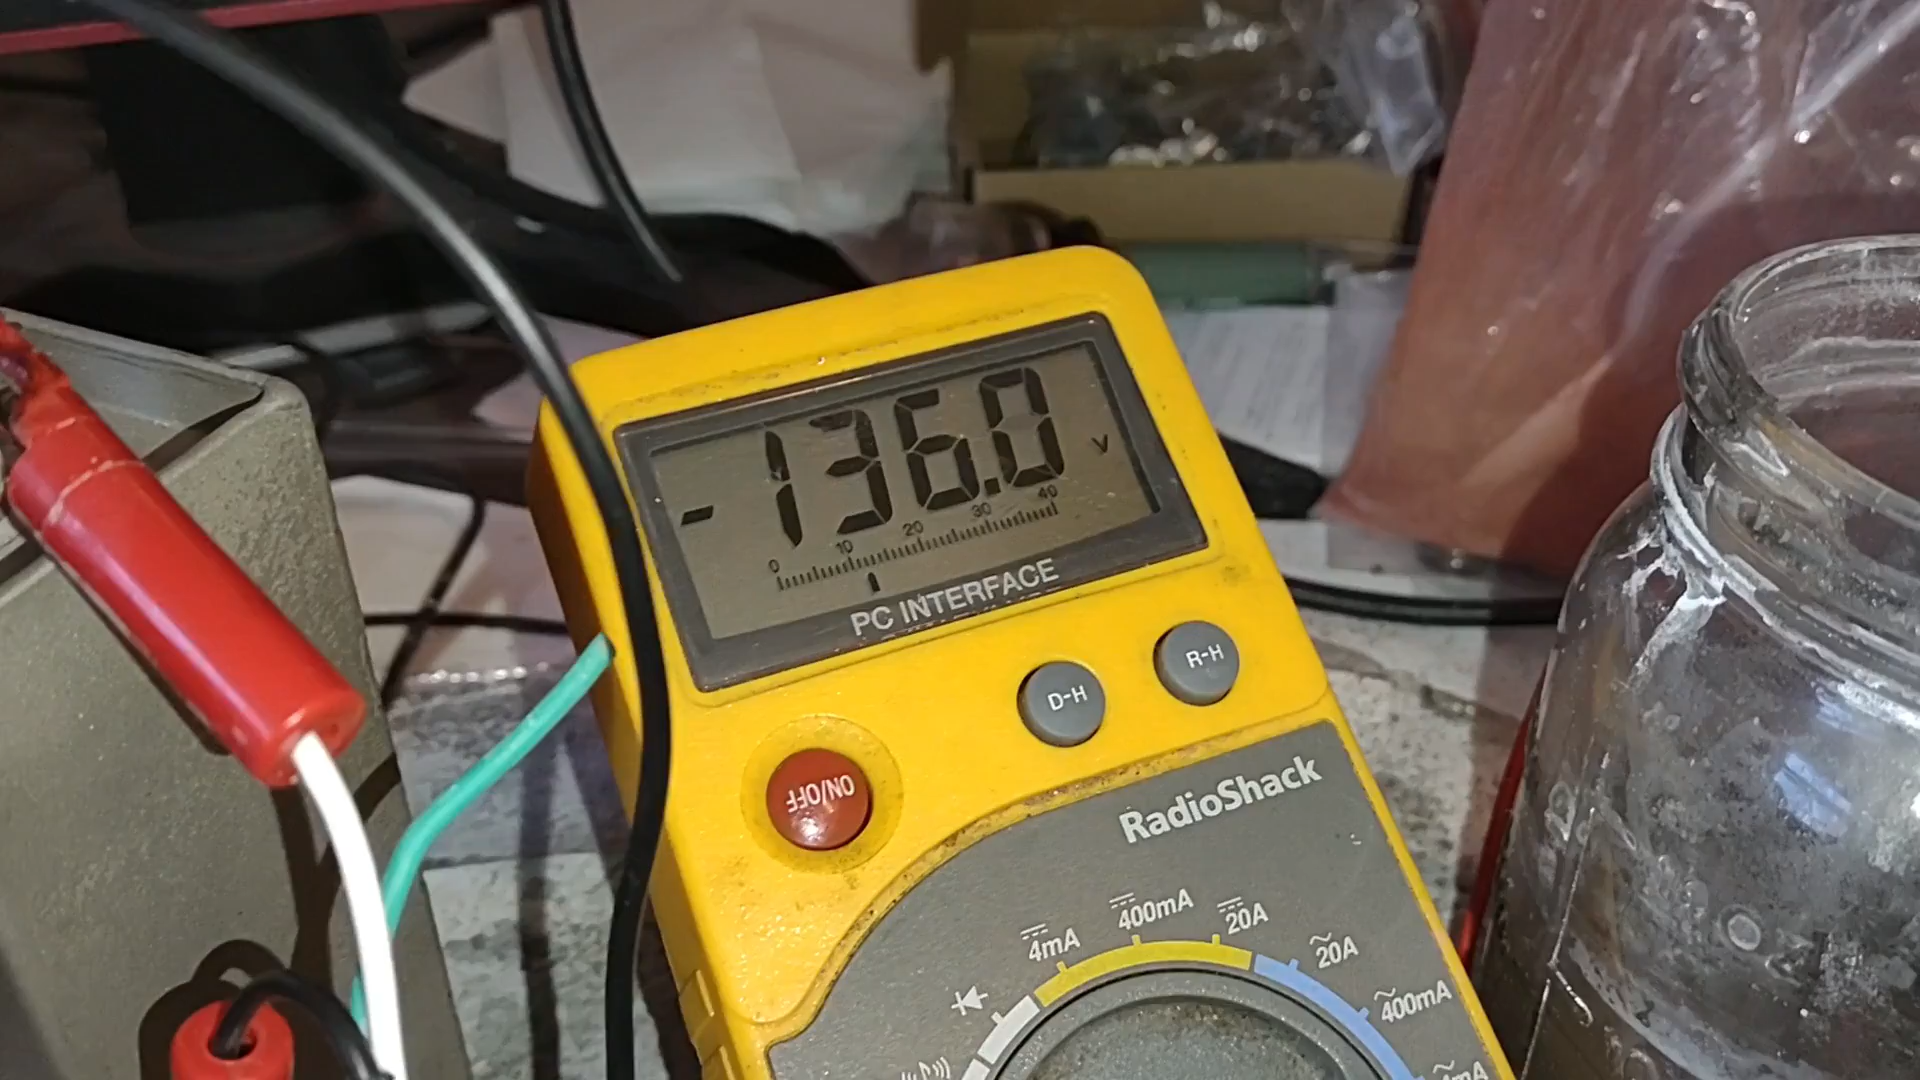 -136.0 V
0 10 20 30 40
PC INTERFACE
D-H
R-H
ON/OFF
RadioShack
4mA
400mA
20A
20A
400mA